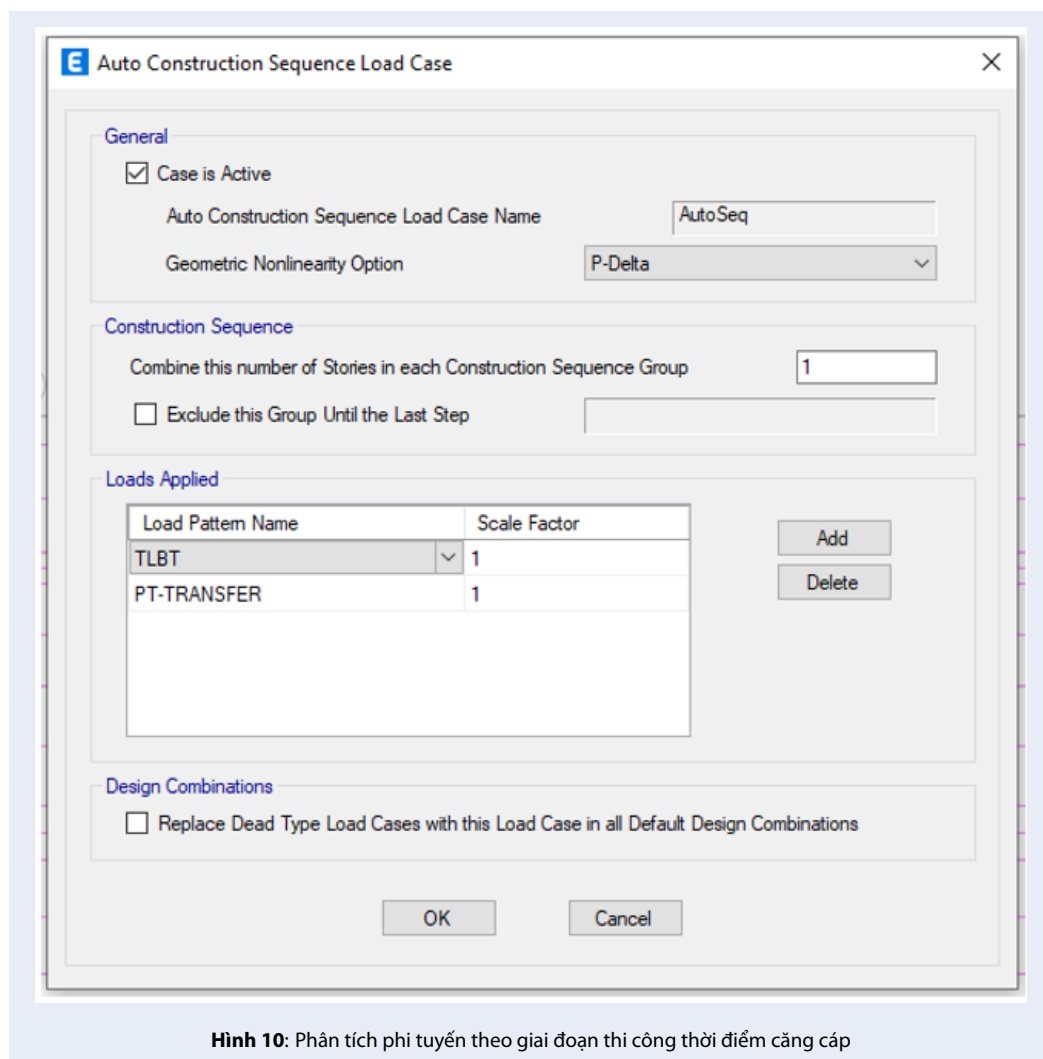 E Auto Construction Sequence Load Case
General
Case is Active
Auto Construction Sequence Load Case Name AutoSeq
Geometric Nonlinearity Option P-Delta
Construction Sequence
Combine this number of Stories in each Construction Sequence Group 1
Exclude this Group Until the Last Step
Loads Applied
Load Pattern Name Scale Factor
TLBT 1
PT-TRANSFER 1
Add
Delete
Design Combinations
Replace Dead Type Load Cases with this Load Case in all Default Design Combinations
OK Cancel
Hình 10: Phân tích phi tuyến theo giai đoạn thi công thời điểm căng cáp